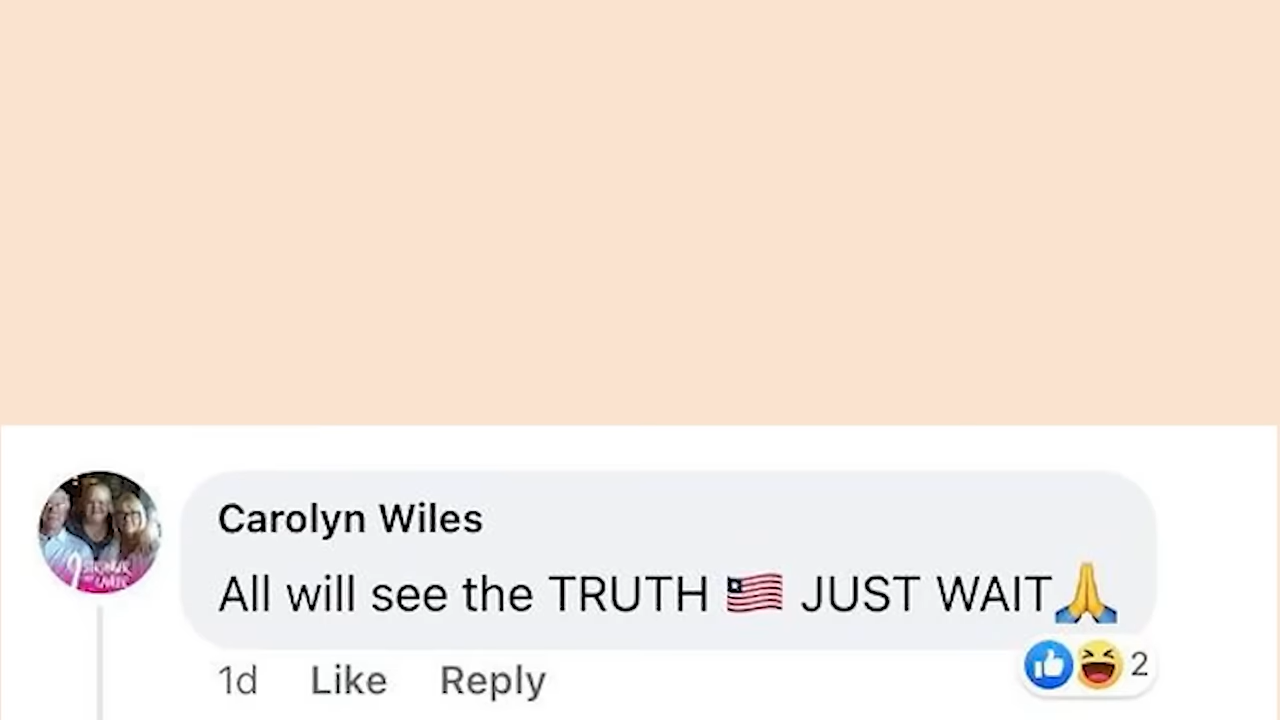 Carolyn Wiles
All will see the TRUTH 🇱🇷 JUST WAIT🙏
1d Like Reply
2